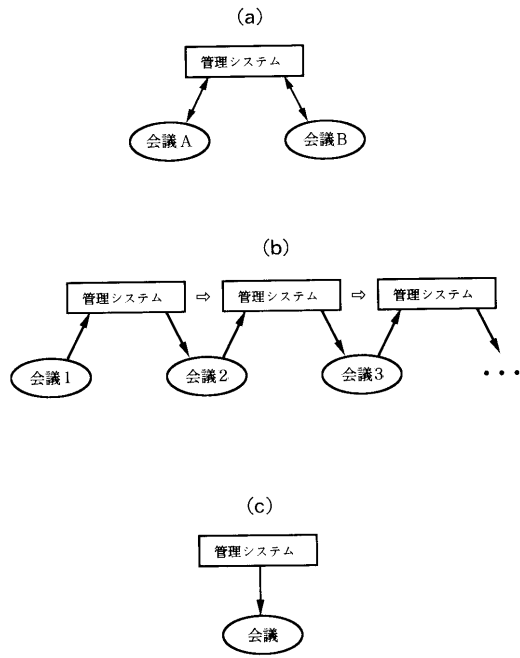 (a)
管理システム
会議A
会議B
(b)
管理システム ⇨ 管理システム ⇨ 管理システム
会議1
会議2
会議3
・・・
(c)
管理システム
会議